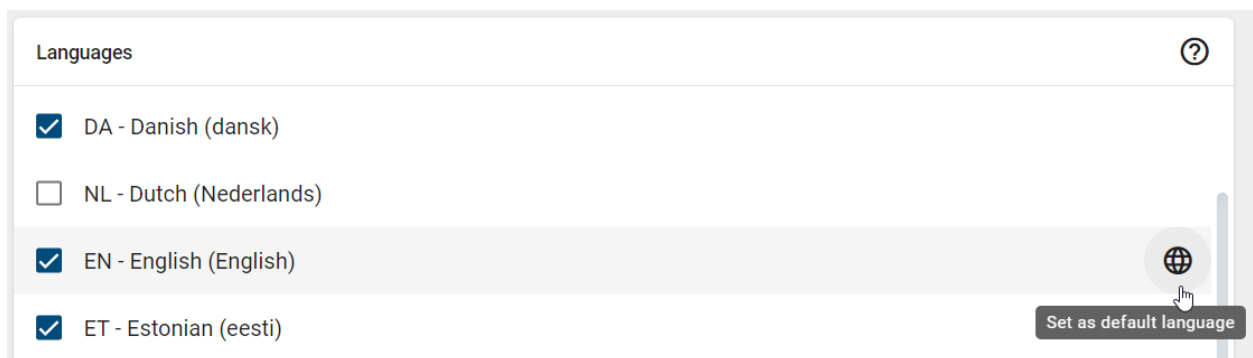 Languages
DA - Danish (dansk)
NL - Dutch (Nederlands)
EN - English (English)
ET - Estonian (eesti)
Set as default language